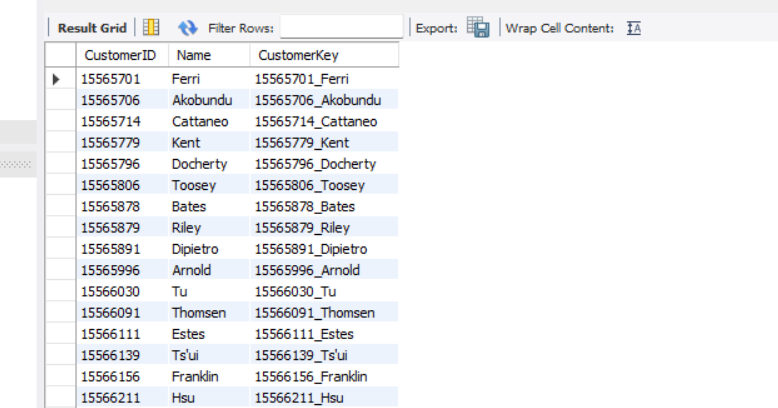 Result Grid Filter Rows: Export: Wrap Cell Content: IA
CustomerID Name CustomerKey
15565701 Ferri 15565701_Ferri
15565706 Akobundu 15565706_Akobundu
15565714 Cattaneo 15565714_Cattaneo
15565779 Kent 15565779_Kent
15565796 Docherty 15565796_Docherty
15565806 Toosey 15565806_Toosey
15565878 Bates 15565878_Bates
15565879 Riley 15565879_Riley
15565891 Dipietro 15565891_Dipietro
15565996 Arnold 15565996_Arnold
15566030 Tu 15566030_Tu
15566091 Thomsen 15566091_Thomsen
15566111 Estes 15566111_Estes
15566139 Ts'ui 15566139_Ts'ui
15566156 Franklin 15566156_Franklin
15566211 Hsu 15566211_Hsu